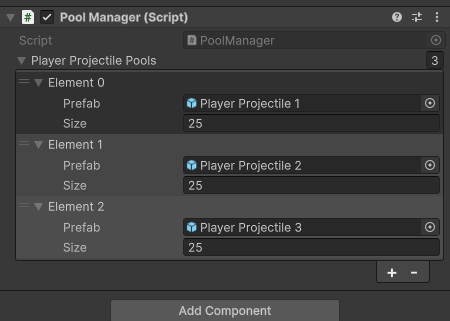 # Pool Manager (Script)
Script # PoolManager
Player Projectile Pools 3
Element 0
Prefab Player Projectile 1
Size 25
Element 1
Prefab Player Projectile 2
Size 25
Element 2
Prefab Player Projectile 3
Size 25
+ -
Add Component